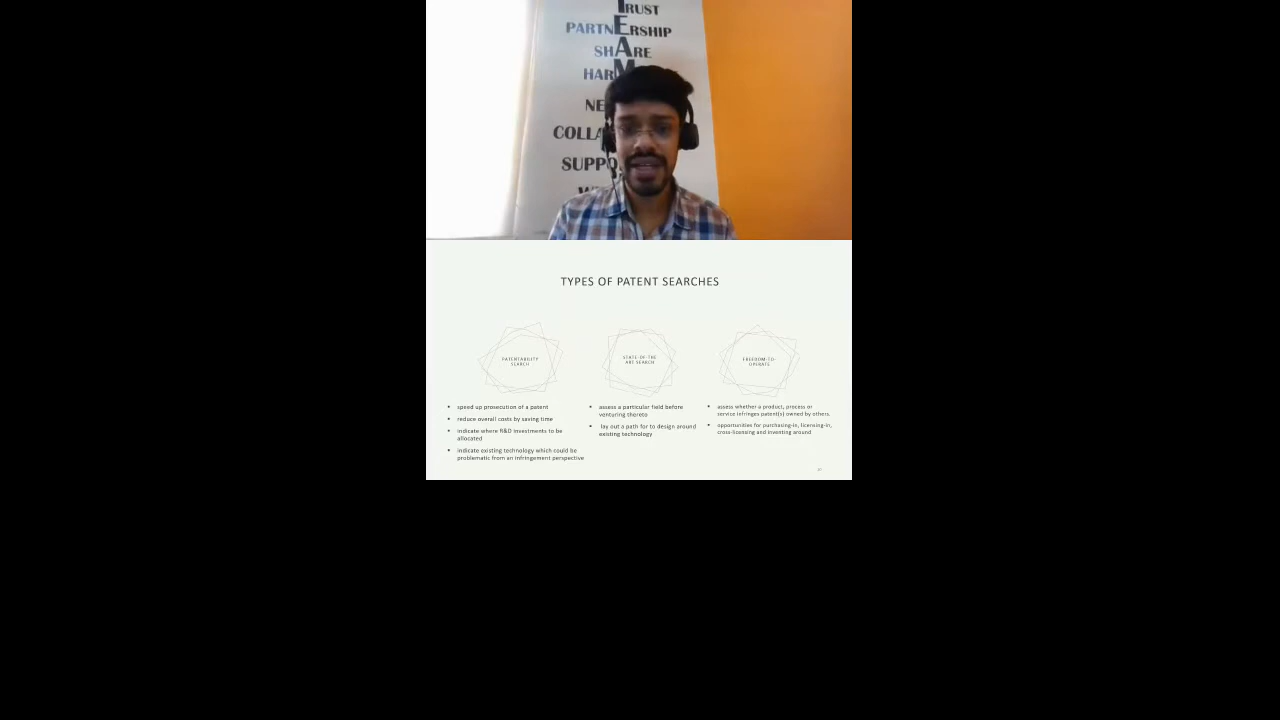 TRUST
PARTNERSHIP
SHARE
HAR
NE
COLLA
SUPPO
TYPES OF PATENT SEARCHES
PATENTABILITY
SEARCH
▪ speed up prosecution of a patent
▪ reduce overall costs by saving time
▪ indicate where R&D investments to be
allocated
▪ indicate existing technology which could be
problematic from an infringement perspective
STATE-OF-THE
ART SEARCH
▪ assess a particular field before
venturing thereto
▪ lay out a path for to design around
existing technology
FREEDOM-TO-
OPERATE
▪ assess whether a product, process or
service infringes patent(s) owned by others.
▪ opportunities for purchasing-in, licensing-in,
cross-licensing and inventing around